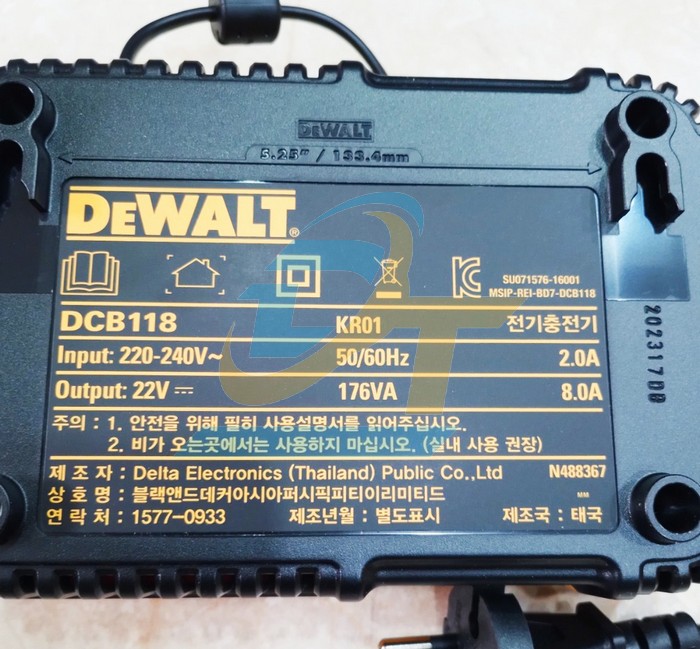 DEWALT
5.25" / 133.4mm
DEWALT®
SU071576-16001
MSIP-REI-BD7-DCB118
DCB118 KR01 전기충전기
Input: 220-240V~ 50/60Hz 2.0A
Output: 22V 176VA 8.0A
주의 : 1. 안전을 위해 필히 사용설명서를 읽어주십시오.
2. 비가 오는곳에서는 사용하지 마십시오. (실내 사용 권장)
제 조 자 : Delta Electronics (Thailand) Public Co.,Ltd N488367
상 호 명 : 블랙앤드데커아시아퍼시픽피티이리미티드 MM
연 락 처 : 1577-0933 제조년월 : 별도표시 제조국 : 태국
DT